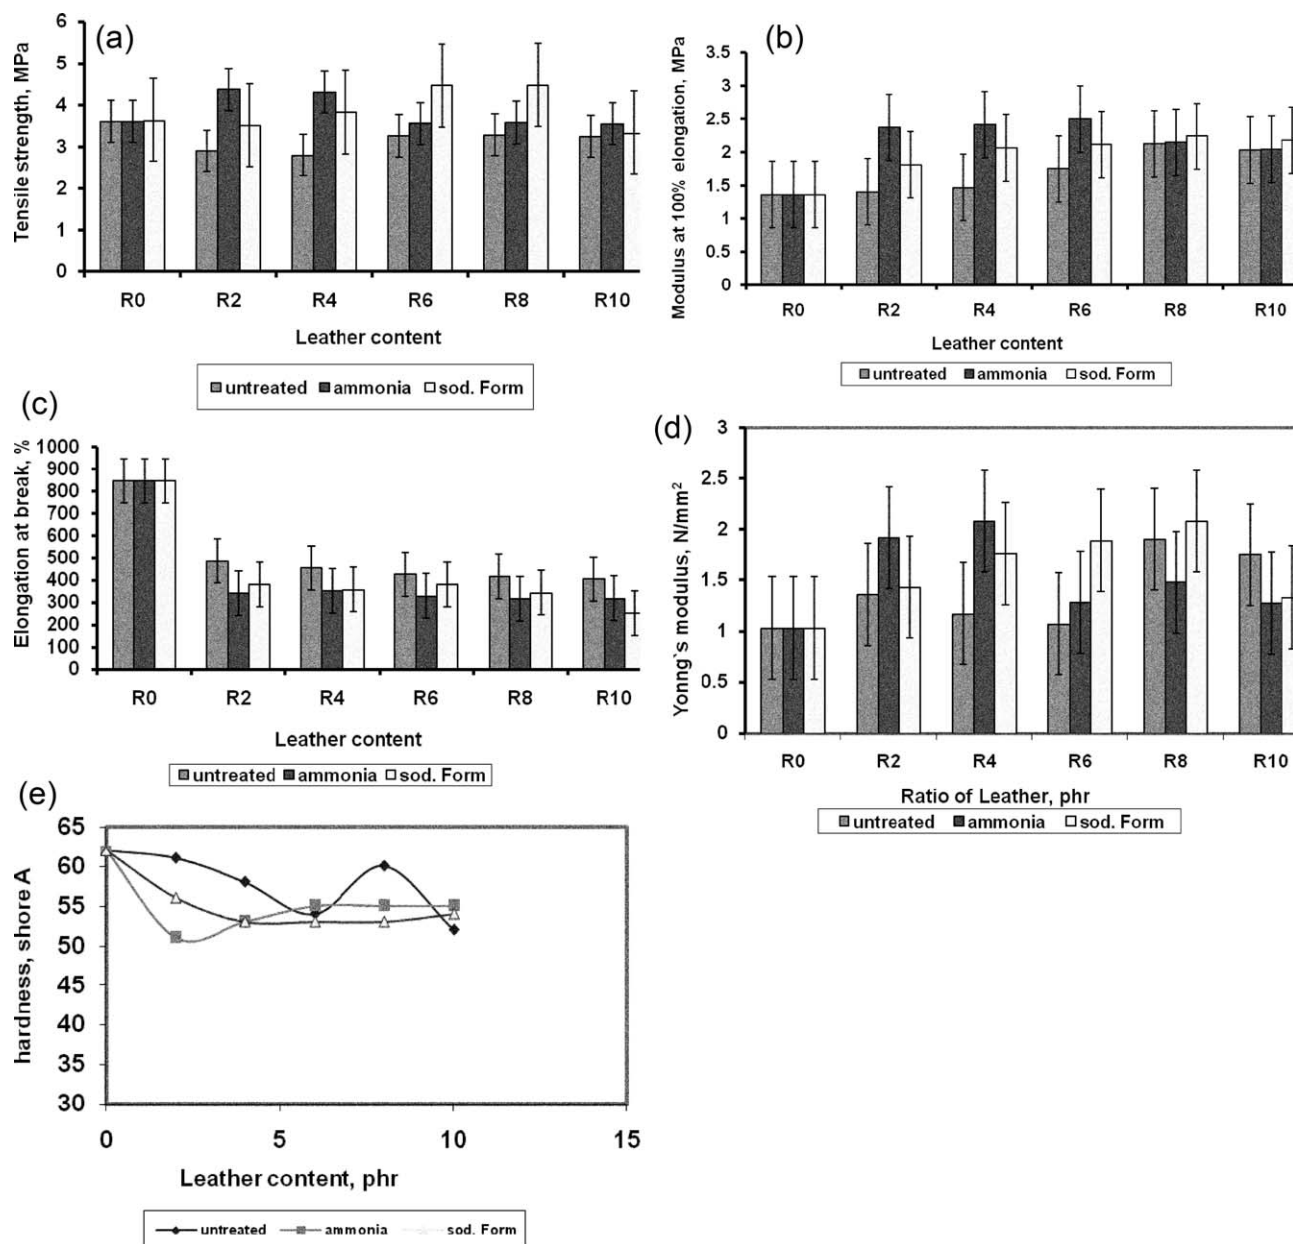 (a)
Tensile strength, MPa
6
5
4
3
2
1
0
R0 R2 R4 R6 R8 R10
Leather content
untreated ammonia sod. Form
(b)
Modulus at 100% elongation, MPa
3.5
3
2.5
2
1.5
1
0.5
0
R0 R2 R4 R6 R8 R10
Leather content
untreated ammonia sod. Form
(c)
Elongation at break, %
1000
900
800
700
600
500
400
300
200
100
0
R0 R2 R4 R6 R8 R10
Leather content
untreated ammonia sod. Form
(d)
Yonng`s modulus, N/mm²
3
2.5
2
1.5
1
0.5
0
R0 R2 R4 R6 R8 R10
Ratio of Leather, phr
untreated ammonia sod. Form
(e)
hardness, shore A
65
60
55
50
45
40
35
30
0 5 10 15
Leather content, phr
untreated ammonia sod. Form